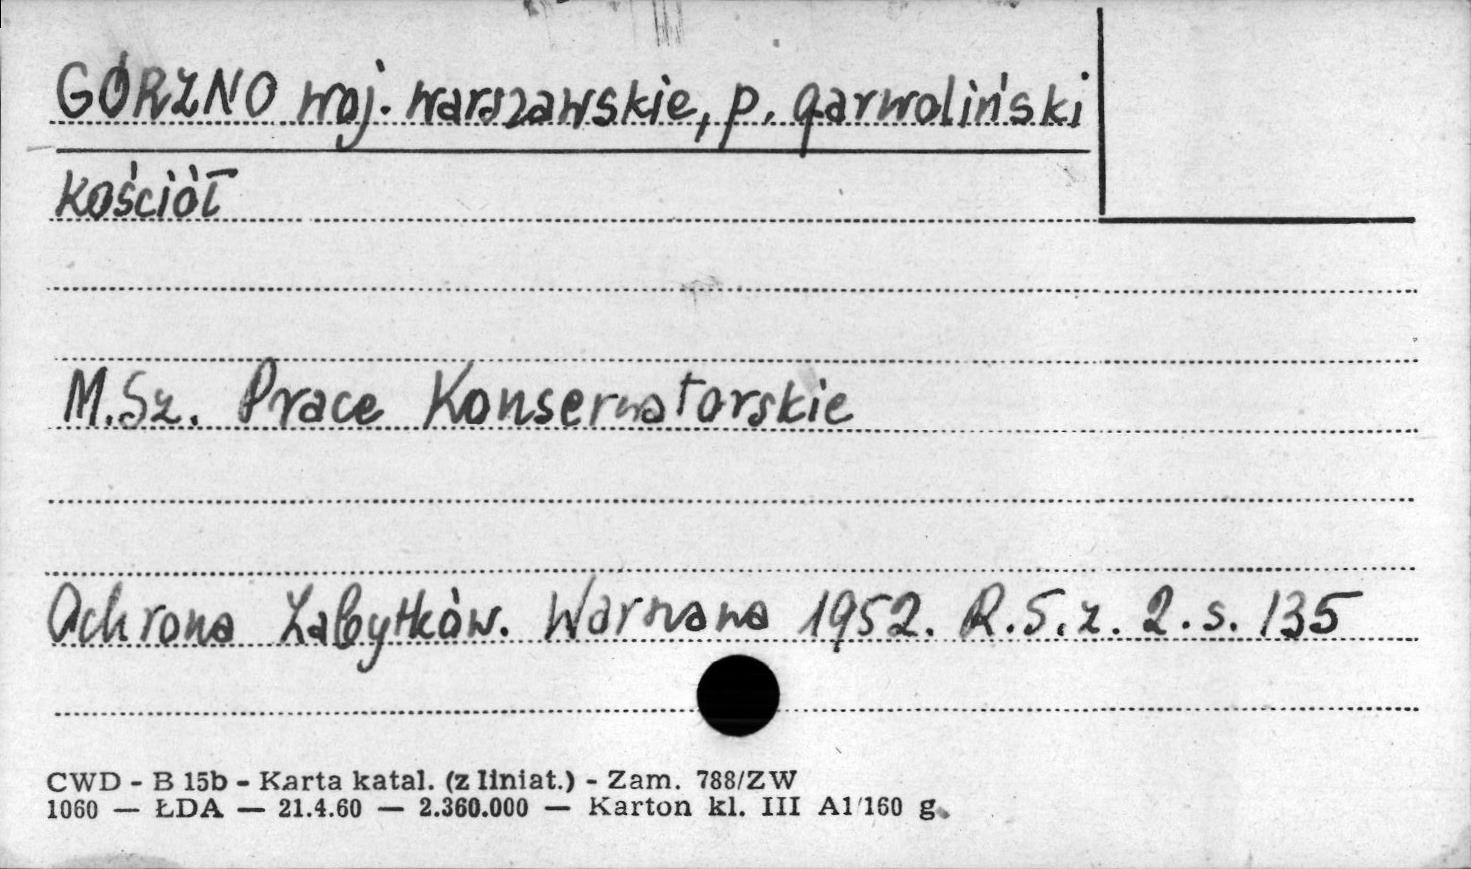 GÓRZNO woj. warszawskie, p. garwoliński
kościół
M.Sz. Prace Konserwatorskie
Ochrona Zabytków. Warszawa 1952. R.5. z. 2. s. 135
CWD - B 15b - Karta katal. (z liniat.) - Zam. 788/ZW
1060 — ŁDA — 21.4.60 — 2.360.000 — Karton kl. III A1/160 g.